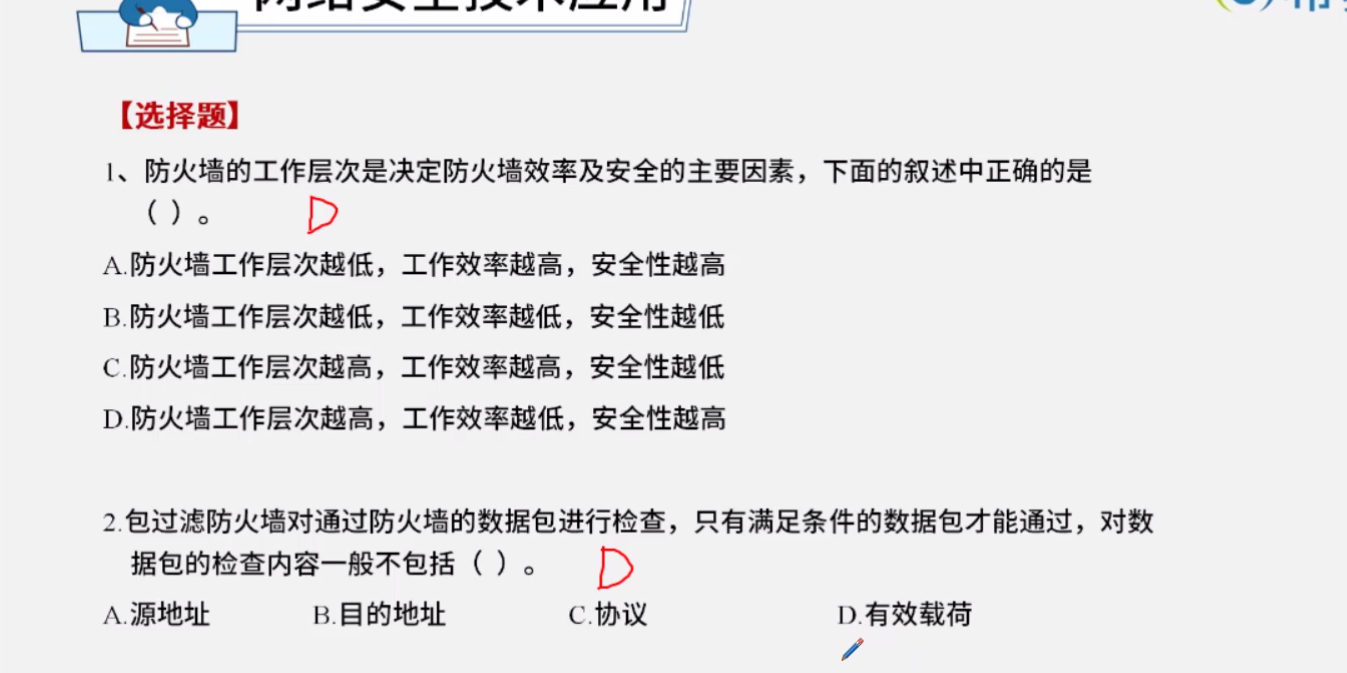 网络安全技术应用
【选择题】
1、防火墙的工作层次是决定防火墙效率及安全的主要因素，下面的叙述中正确的是
（ ）。 D
A.防火墙工作层次越低，工作效率越高，安全性越高
B.防火墙工作层次越低，工作效率越低，安全性越低
C.防火墙工作层次越高，工作效率越高，安全性越低
D.防火墙工作层次越高，工作效率越低，安全性越高
2.包过滤防火墙对通过防火墙的数据包进行检查，只有满足条件的数据包才能通过，对数
据包的检查内容一般不包括（ ）。 D
A.源地址 B.目的地址 C.协议 D.有效载荷